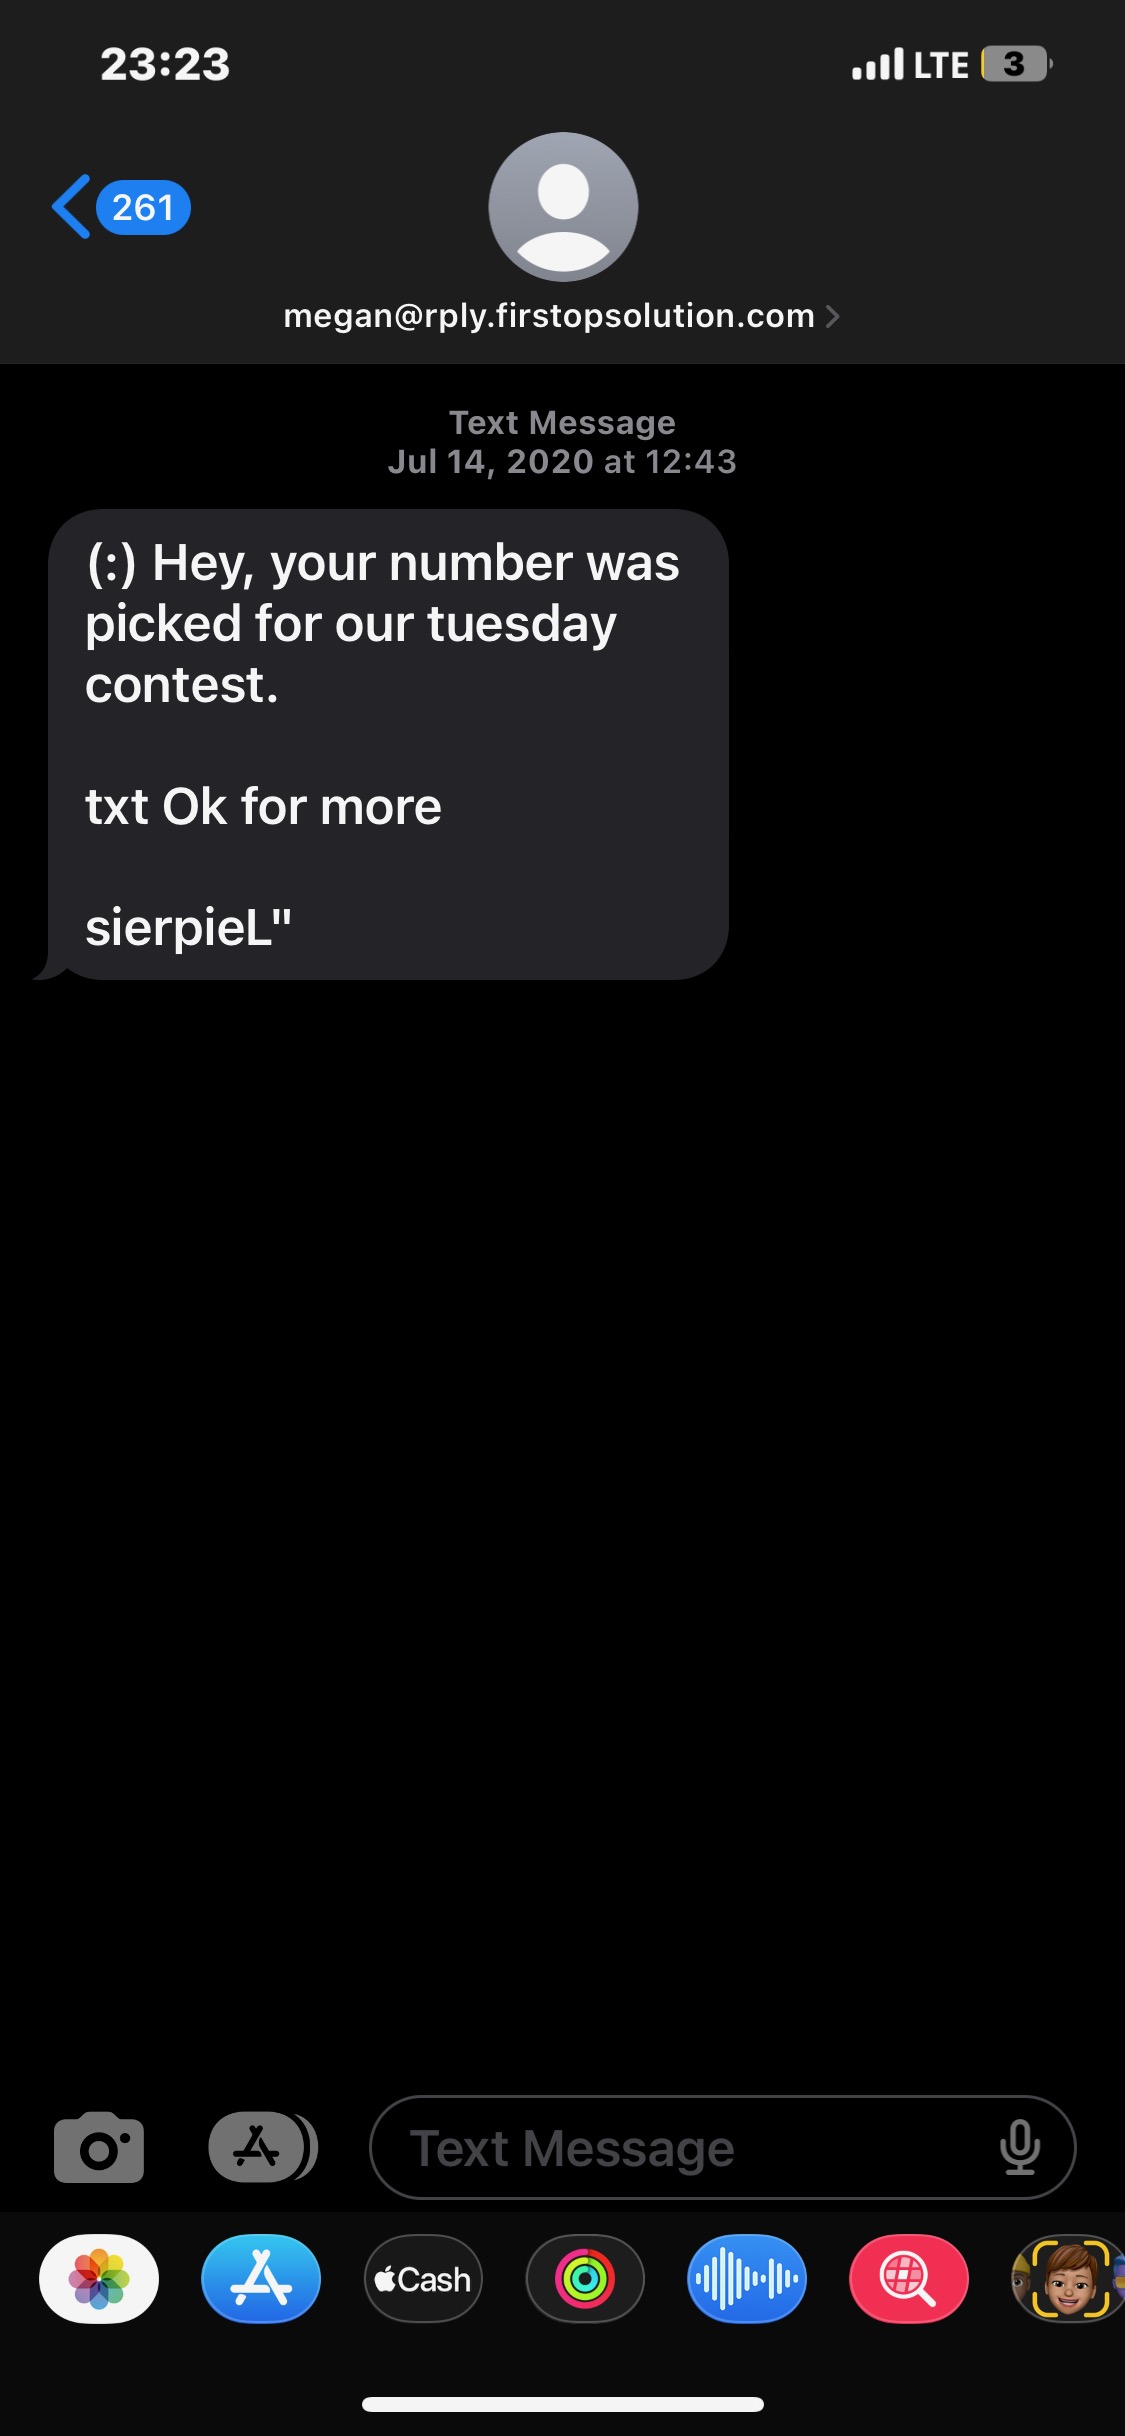 23:23
LTE 3
261
megan@rply.firstopsolution.com
Text Message
Jul 14, 2020 at 12:43
(:) Hey, your number was
picked for our tuesday
contest.
txt Ok for more
sierpieL"
Text Message
Cash